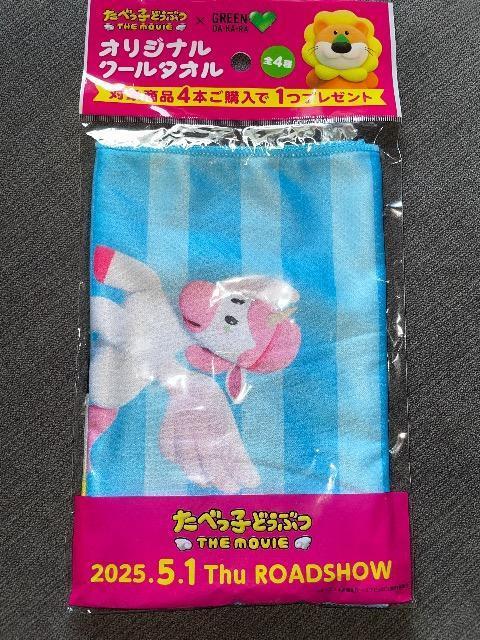 たべっ子どうぶつ
THE MOVIE
×
GREEN
DA・KA・RA
オリジナル
クールタオル
全4種
対象商品4本ご購入で1つプレゼント
たべっ子どうぶつ
THE MOVIE
2025.5.1 Thu ROADSHOW